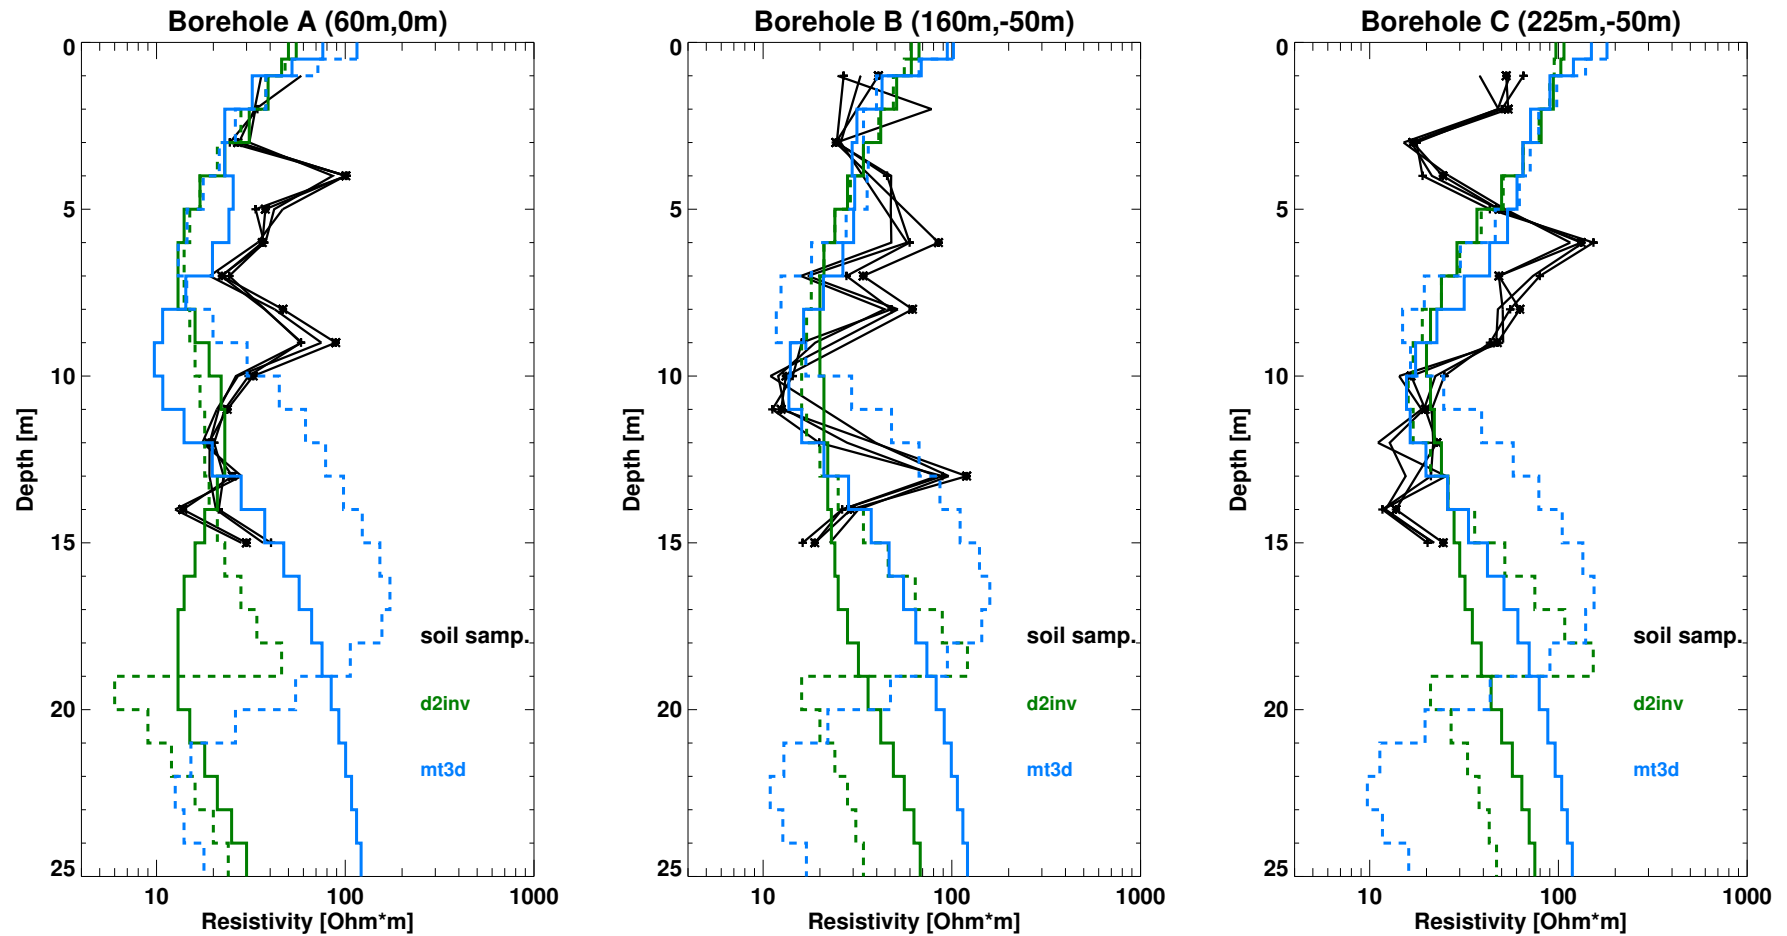 Borehole A (60m,0m)
0
5
10
15
20
25
Depth [m]
soil samp.
d2inv
mt3d
10
100
1000
Resistivity [Ohm*m]
Borehole B (160m,-50m)
0
5
10
15
20
25
Depth [m]
soil samp.
d2inv
mt3d
10
100
1000
Resistivity [Ohm*m]
Borehole C (225m,-50m)
0
5
10
15
20
25
Depth [m]
soil samp.
d2inv
mt3d
10
100
1000
Resistivity [Ohm*m]